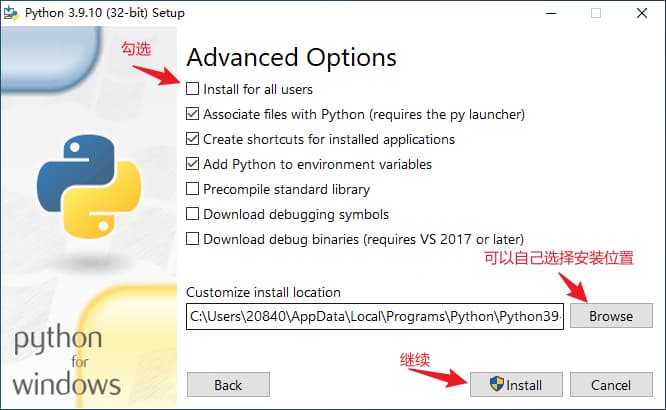 Python 3.9.10 (32-bit) Setup
Advanced Options
勾选
Install for all users
Associate files with Python (requires the py launcher)
Create shortcuts for installed applications
Add Python to environment variables
Precompile standard library
Download debugging symbols
Download debug binaries (requires VS 2017 or later)
可以自己选择安装位置
Customize install location
C:\Users\20840\AppData\Local\Programs\Python\Python39-
Browse
python
for
windows
继续
Back
Install
Cancel